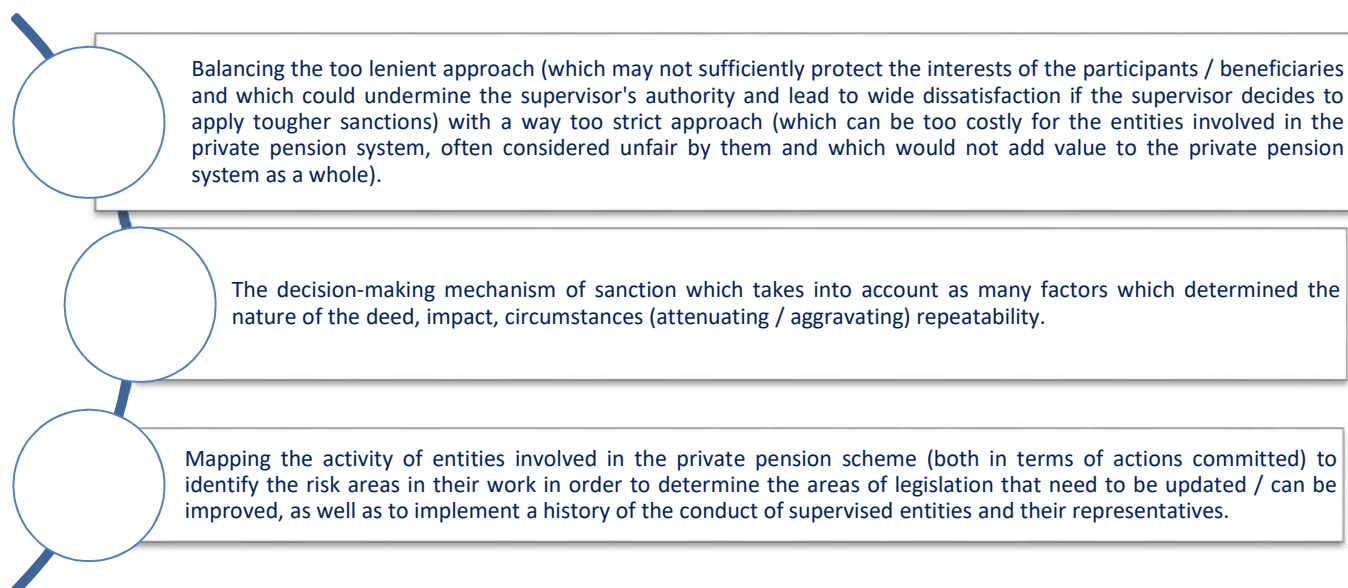 Balancing the too lenient approach (which may not sufficiently protect the interests of the participants / beneficiaries
and which could undermine the supervisor's authority and lead to wide dissatisfaction if the supervisor decides to
apply tougher sanctions) with a way too strict approach (which can be too costly for the entities involved in the
private pension system, often considered unfair by them and which would not add value to the private pension
system as a whole).
The decision-making mechanism of sanction which takes into account as many factors which determined the
nature of the deed, impact, circumstances (attenuating / aggravating) repeatability.
Mapping the activity of entities involved in the private pension scheme (both in terms of actions committed) to
identify the risk areas in their work in order to determine the areas of legislation that need to be updated / can be
improved, as well as to implement a history of the conduct of supervised entities and their representatives.